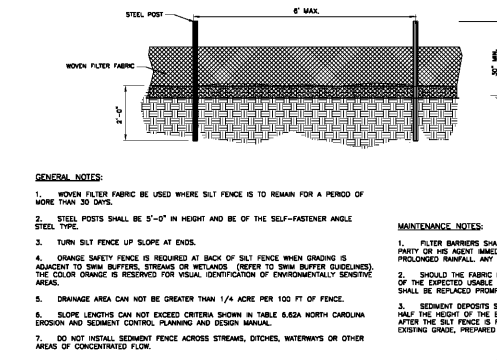 6' MAX.
STEEL POST
WOVEN FILTER FABRIC
30" MIN.
2'-0"
GENERAL NOTES:
1. WOVEN FILTER FABRIC BE USED WHERE SILT FENCE IS TO REMAIN FOR A PERIOD OF
MORE THAN 30 DAYS.
2. STEEL POSTS SHALL BE 5'-0" IN HEIGHT AND BE OF THE SELF-FASTENER ANGLE
STEEL TYPE.
3. TURN SILT FENCE UP SLOPE AT ENDS.
4. ORANGE SAFETY FENCE IS REQUIRED AT BACK OF SILT FENCE WHEN GRADING IS
ADJACENT TO SWIM BUFFERS, STREAMS OR WETLANDS (REFER TO SWIM BUFFER GUIDELINES).
THE COLOR ORANGE IS RESERVED FOR VISUAL IDENTIFICATION OF ENVIRONMENTALLY SENSITIVE
AREAS.
5. DRAINAGE AREA CAN NOT BE GREATER THAN 1/4 ACRE PER 100 FT OF FENCE.
6. SLOPE LENGTHS CAN NOT EXCEED CRITERIA SHOWN IN TABLE 6.62A NORTH CAROLINA
EROSION AND SEDIMENT CONTROL PLANNING AND DESIGN MANUAL.
7. DO NOT INSTALL SEDIMENT FENCE ACROSS STREAMS, DITCHES, WATERWAYS OR OTHER
AREAS OF CONCENTRATED FLOW.
MAINTENANCE NOTES:
1. FILTER BARRIERS SHA
PARTY OR HIS AGENT IMMED
PROLONGED RAINFALL. ANY
2. SHOULD THE FABRIC
OF THE EXPECTED USABLE
SHALL BE REPLACED PROMP
3. SEDIMENT DEPOSITS S
HALF THE HEIGHT OF THE B
AFTER THE SILT FENCE IS R
EXISTING GRADE, PREPARED